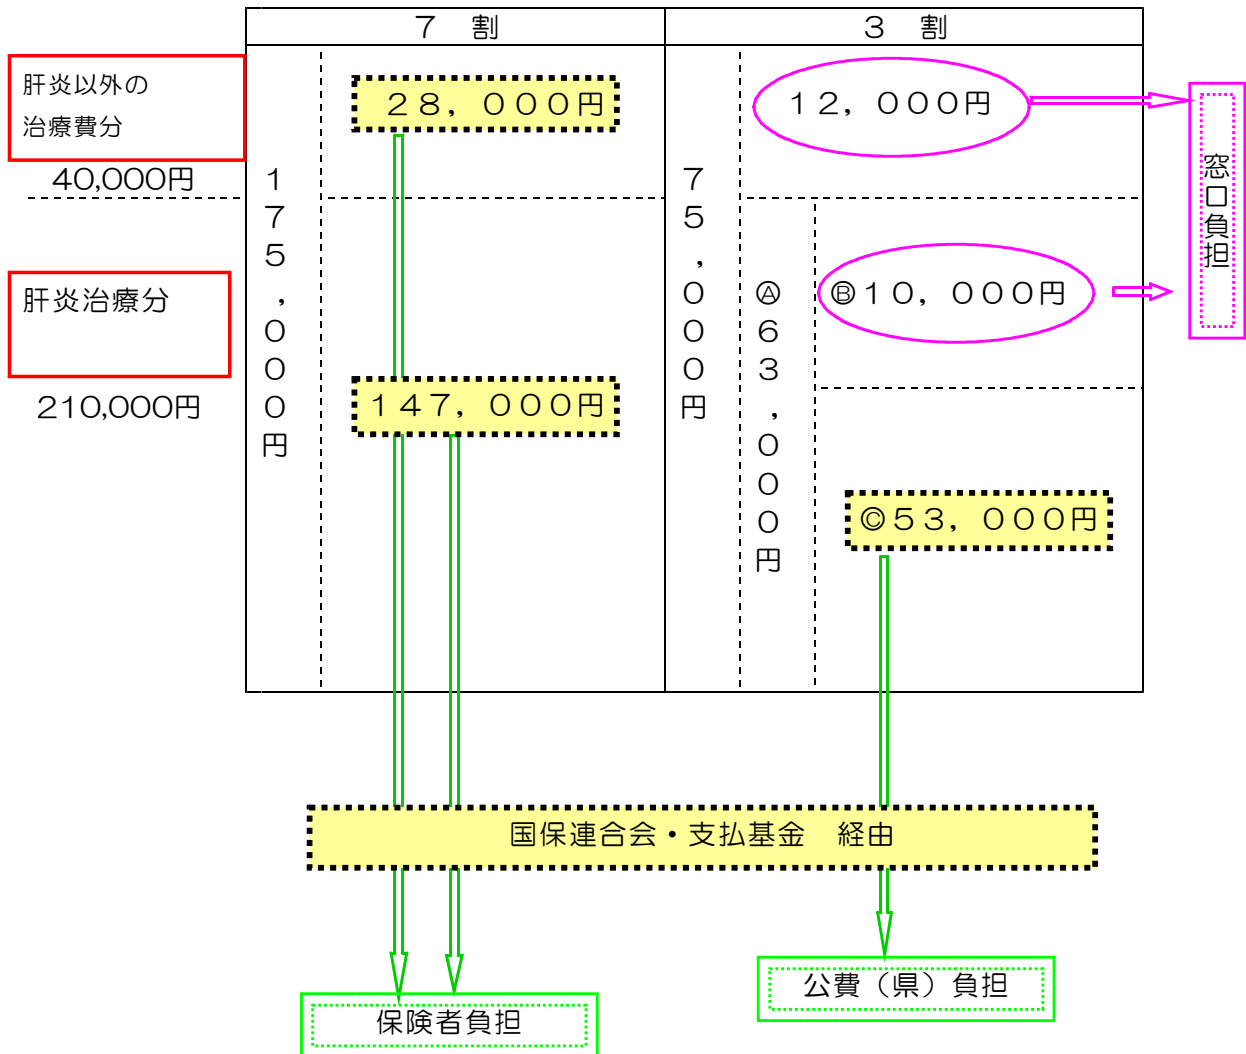 ７　割
３　割
肝炎以外の
治療費分
40,000円
１７５，０００円
２８，０００円
７５，０００円
１２，０００円
窓口負担
肝炎治療分
210,000円
１４７，０００円
Ⓐ６３，０００円
Ⓑ１０，０００円
Ⓒ５３，０００円
国保連合会・支払基金　経由
保険者負担
公費（県）負担